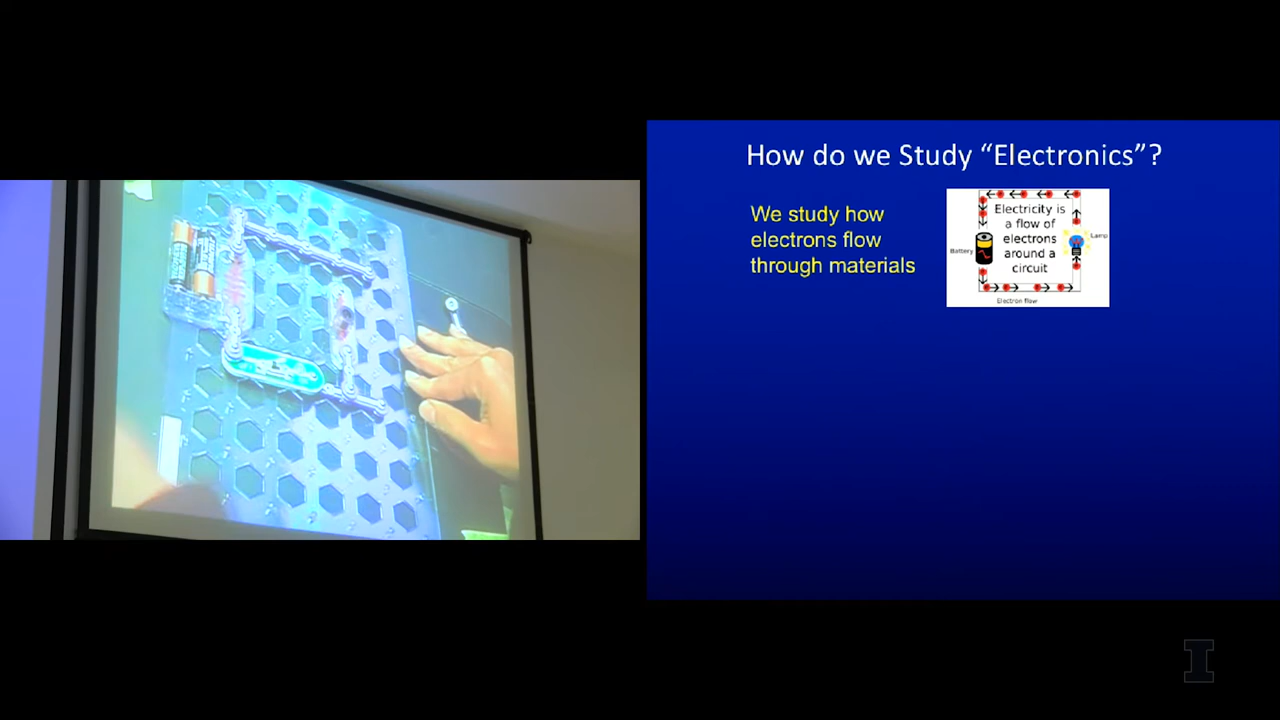 How do we Study “Electronics”?
We study how
electrons flow
through materials
Electricity is
a flow of
electrons
around a
circuit
Battery
Lamp
Electron flow
I